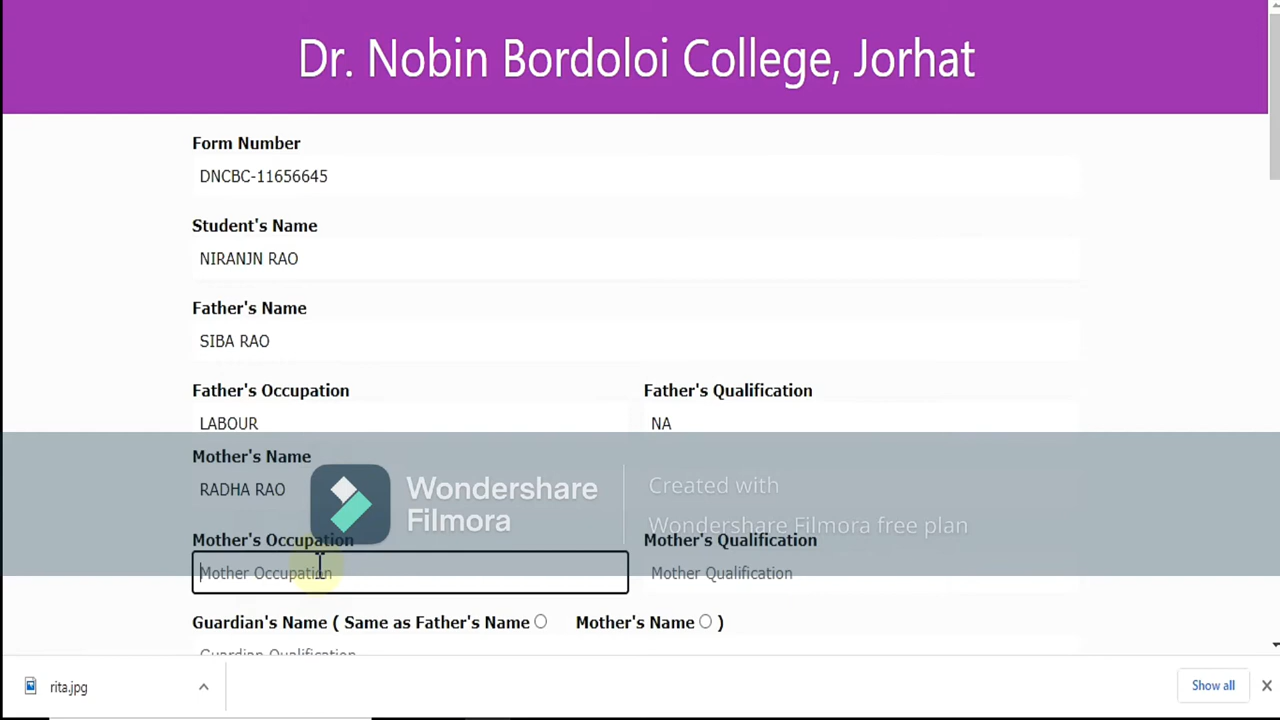 Dr. Nobin Bordoloi College, Jorhat
Form Number
DNCBC-11656645
Student's Name
NIRANJN RAO
Father's Name
SIBA RAO
Father's Occupation Father's Qualification
LABOUR NA
Mother's Name
RADHA RAO
Wondershare
Filmora
Created with
Wondershare Filmora free plan
Mother's Occupation Mother's Qualification
Mother Occupation Mother Qualification
Guardian's Name ( Same as Father's Name Mother's Name )
Guardian Qualification
rita.jpg Show all